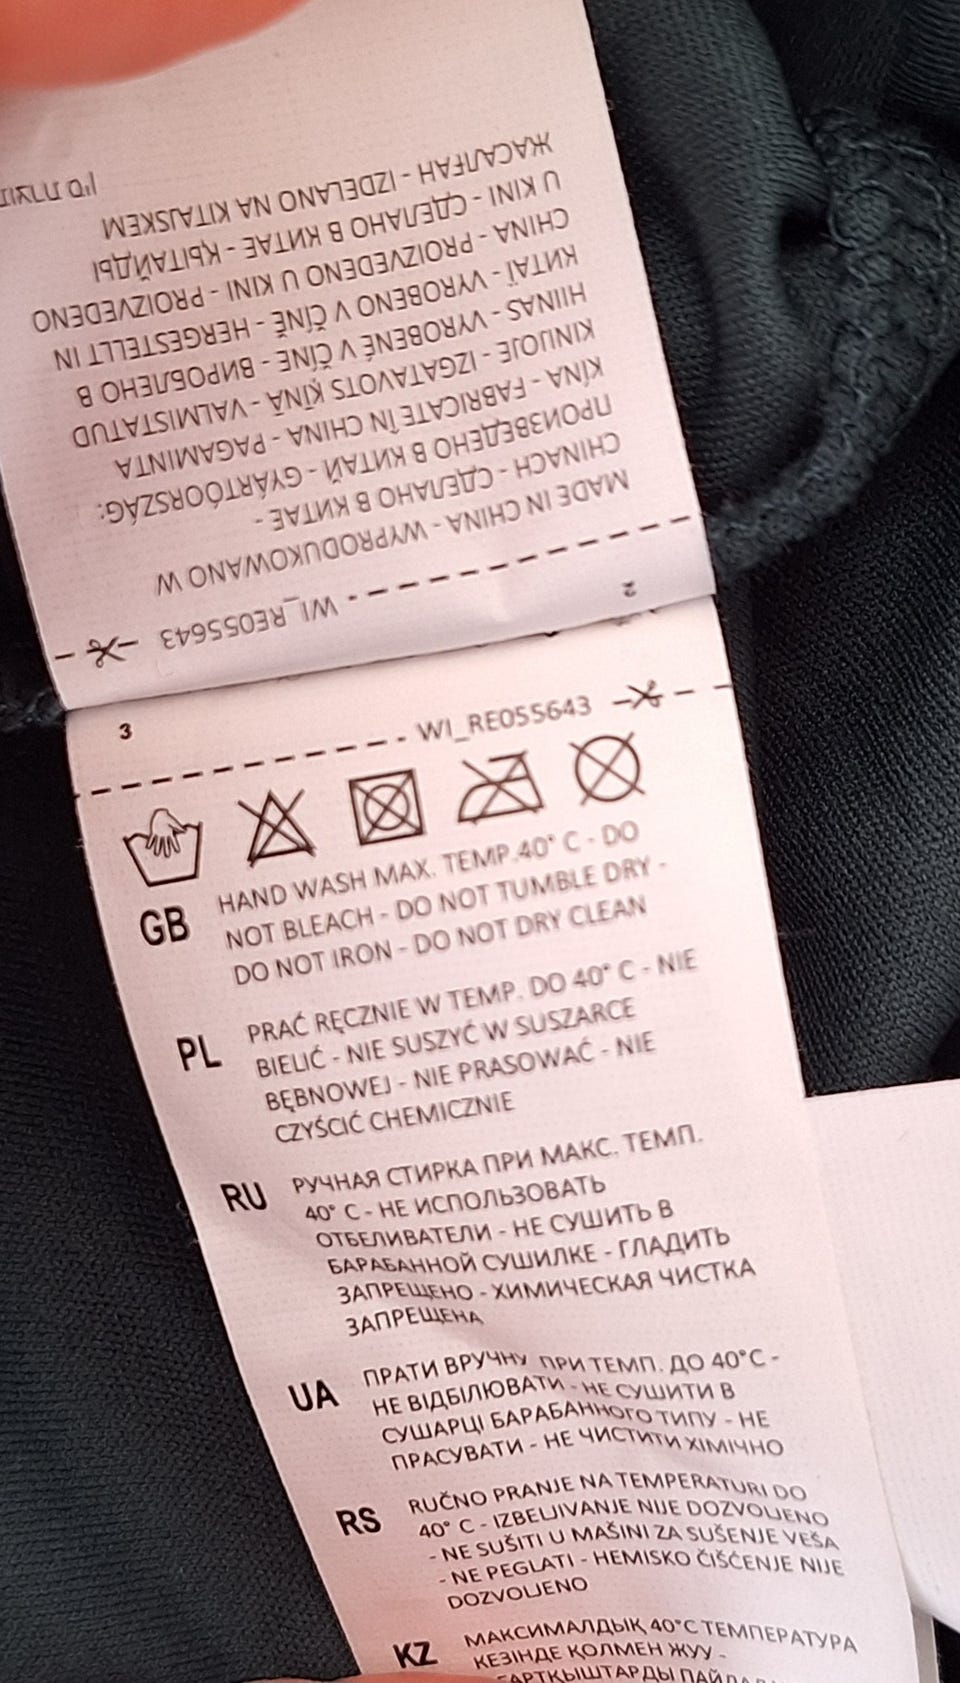 WI_RE055643
2
MADE IN CHINA - WYPRODUKOWANO W
CHINACH - СДЕЛАНО В КИТАЕ -
ПРОИЗВЕДЕНО В КИТАЙ - GYÁRTÓORSZÁG:
KÍNA - FABRICATE ÎN CHINA - PAGAMINTA
KINIJOJE - IZGATAVOTS ĶĪNĀ - VALMISTATUD
HIINAS - VYROBENÉ V ČÍNĚ - ВИРОБЛЕНО В
КИТАЇ - VYROBENO V ČÍNĚ - HERGESTELLT IN
CHINA - PROIZVEDENO U KINI - PROIZVEDENO
U KINI - СДЕЛАНО В КИТАЕ - ҚЫТАЙДЫ
ЖАСАЛҒАН - IZDELANO NA KITAJSKEM
3
WI_RE055643
GB HAND WASH MAX. TEMP.40° C - DO
NOT BLEACH - DO NOT TUMBLE DRY -
DO NOT IRON - DO NOT DRY CLEAN
PL PRAĆ RĘCZNIE W TEMP. DO 40° C - NIE
BIELIĆ - NIE SUSZYĆ W SUSZARCE
BĘBNOWEJ - NIE PRASOWAĆ - NIE
CZYŚCIĆ CHEMICZNIE
RU РУЧНАЯ СТИРКА ПРИ МАКС. ТЕМП.
40° C - НЕ ИСПОЛЬЗОВАТЬ
ОТБЕЛИВАТЕЛИ - НЕ СУШИТЬ В
БАРАБАННОЙ СУШИЛКЕ - ГЛАДИТЬ
ЗАПРЕЩЕНО - ХИМИЧЕСКАЯ ЧИСТКА
ЗАПРЕЩЕНА
UA ПРАТИ ВРУЧНУ ПРИ ТЕМП. ДО 40°C -
НЕ ВІДБІЛЮВАТИ - НЕ СУШИТИ В
СУШАРЦІ БАРАБАННОГО ТИПУ - НЕ
ПРАСУВАТИ - НЕ ЧИСТИТИ ХІМІЧНО
RS RUČNO PRANJE NA TEMPERATURI DO
40° C - IZBELJIVANJE NIJE DOZVOLJENO
- NE SUŠITI U MAŠINI ZA SUŠENJE VEŠA
- NE PEGLATI - HEMISKO ČIŠĆENJE NIJE
DOZVOLJENO
KZ МАКСИМАЛДЫҚ 40°C ТЕМПЕРАТУРА
КЕЗІНДЕ ҚОЛМЕН ЖУУ -